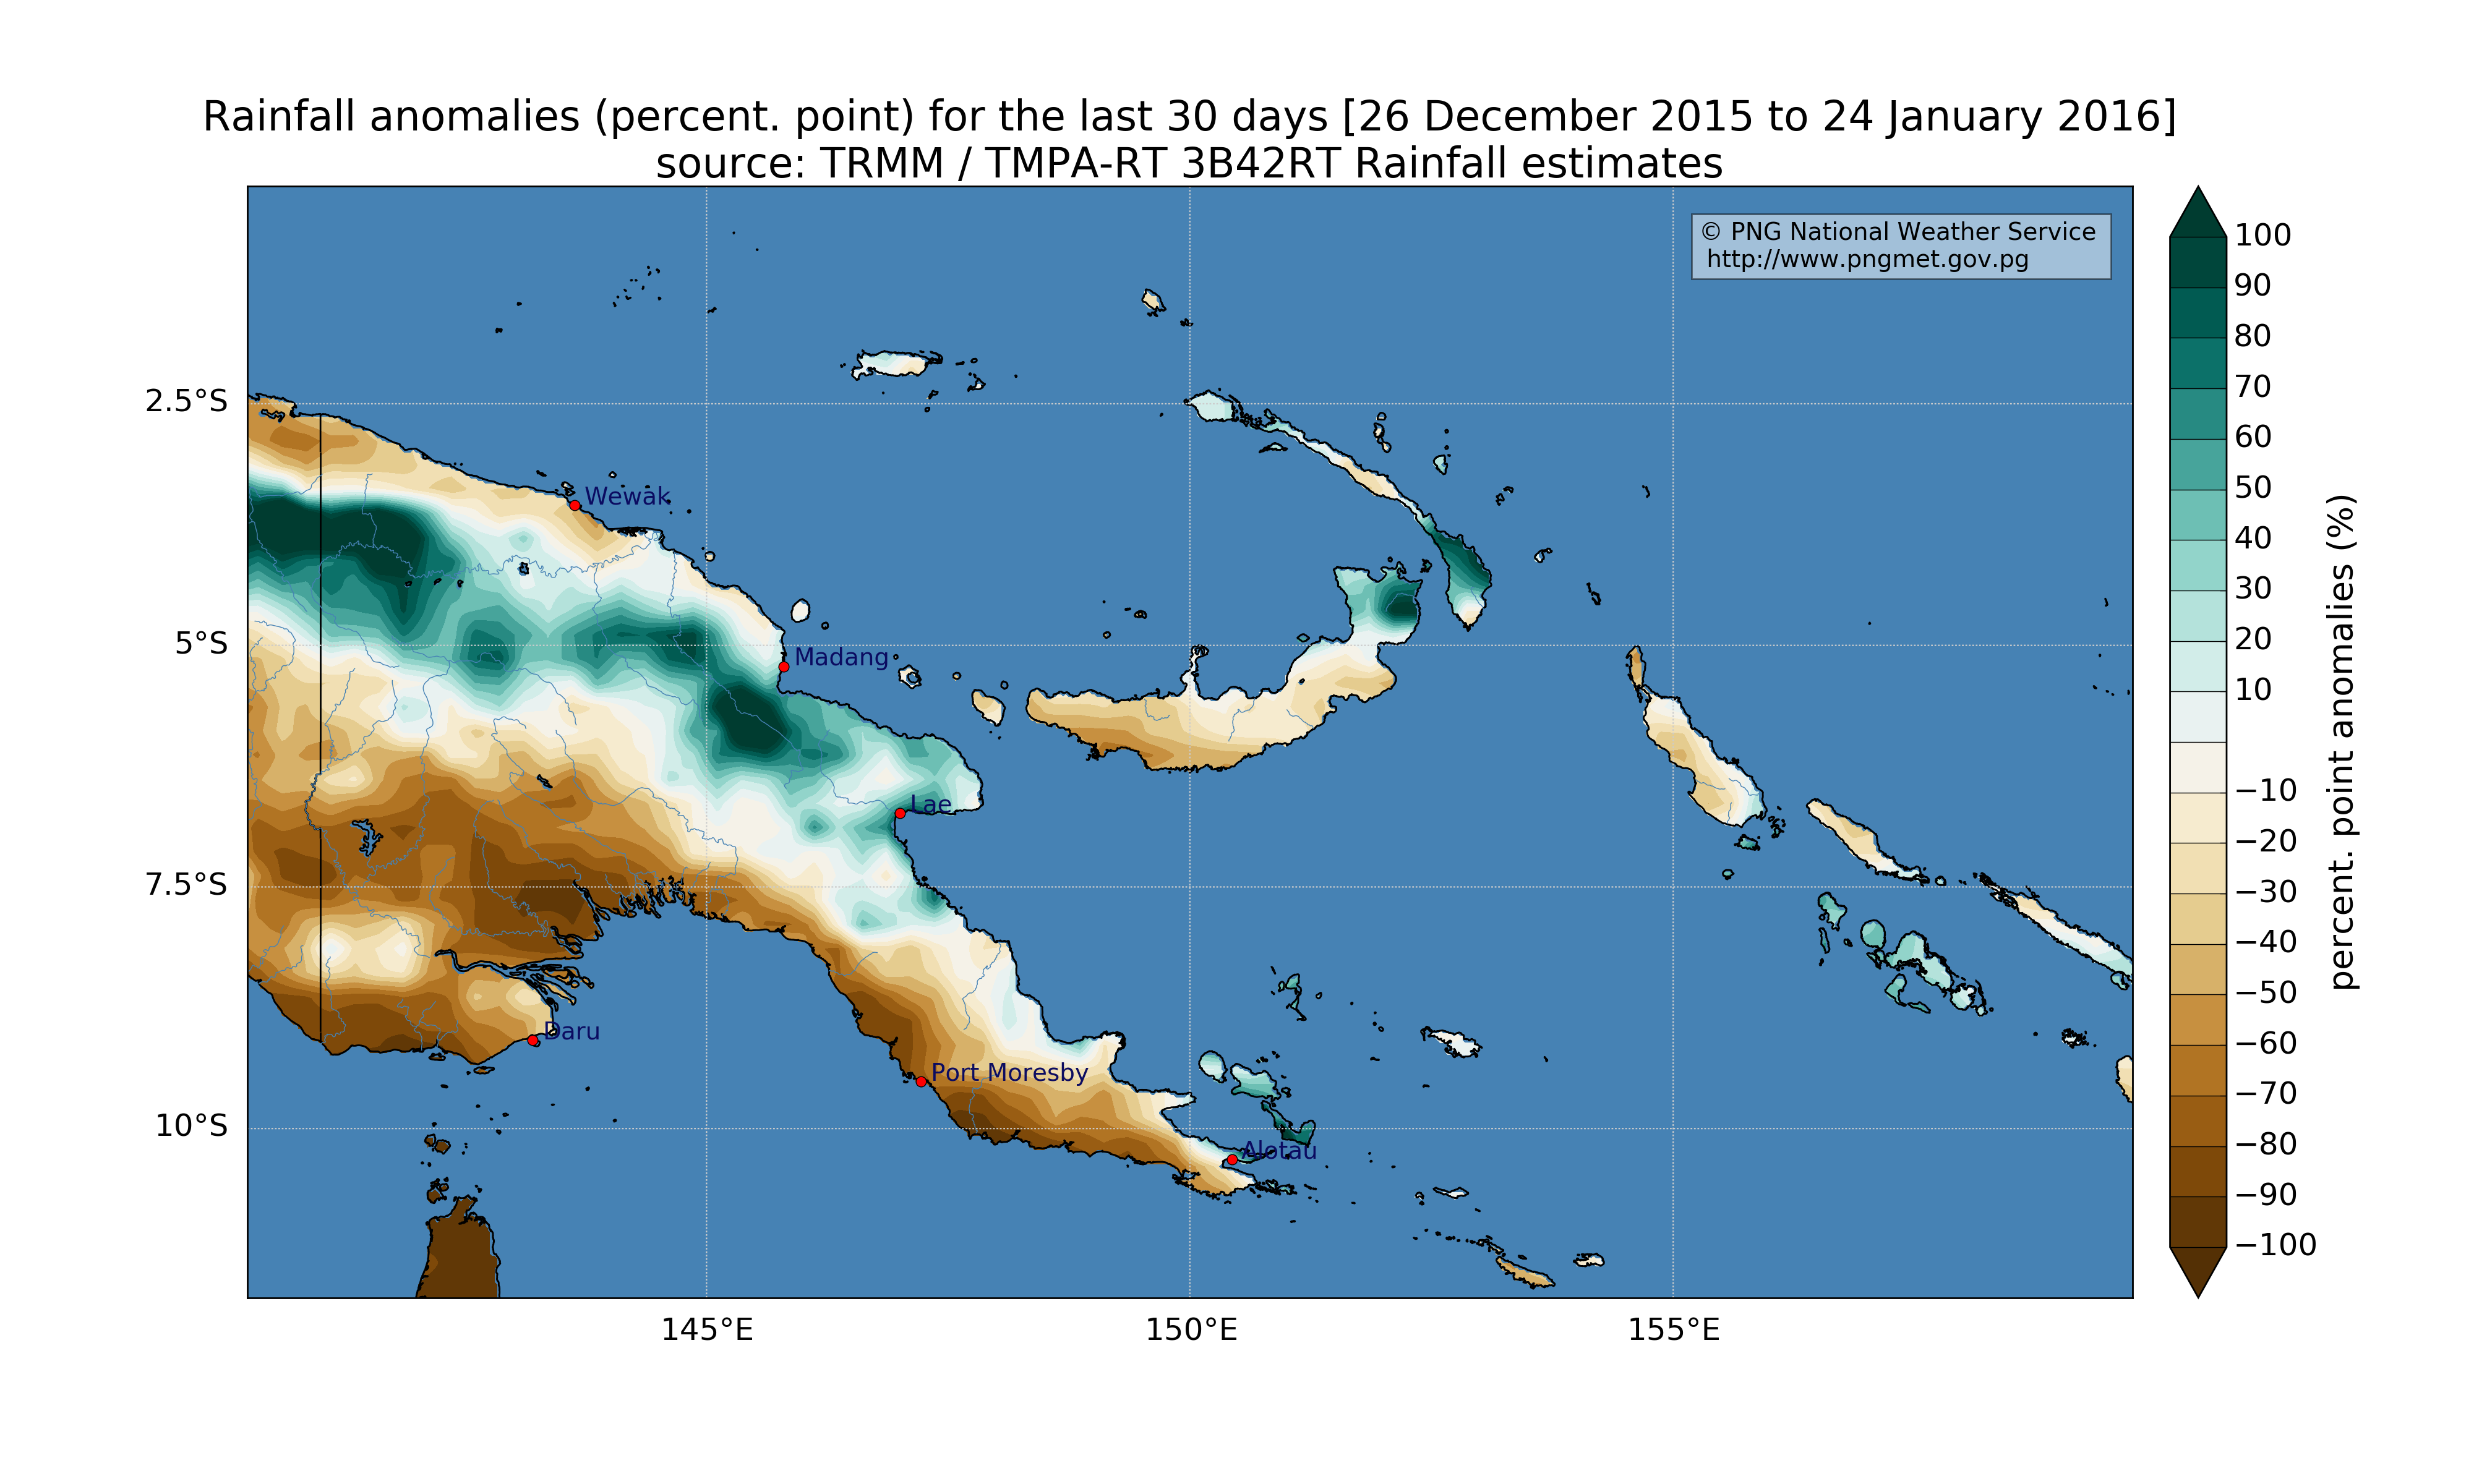 Rainfall anomalies (percent. point) for the last 30 days [26 December 2015 to 24 January 2016]
source: TRMM / TMPA-RT 3B42RT Rainfall estimates
© PNG National Weather Service
http://www.pngmet.gov.pg
2.5°S
5°S
7.5°S
10°S
145°E
150°E
155°E
Wewak
Madang
Lae
Daru
Port Moresby
Alotau
100
90
80
70
60
50
40
30
20
10
−10
−20
−30
−40
−50
−60
−70
−80
−90
−100
percent. point anomalies (%)